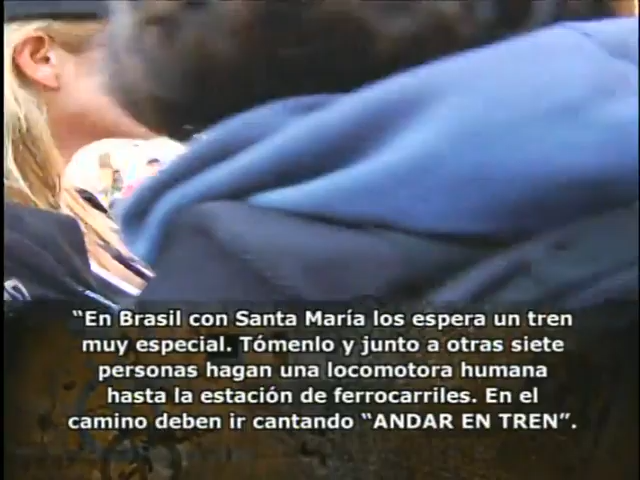 “En Brasil con Santa María los espera un tren
muy especial. Tómenlo y junto a otras siete
personas hagan una locomotora humana
hasta la estación de ferrocarriles. En el
camino deben ir cantando “ANDAR EN TREN”.